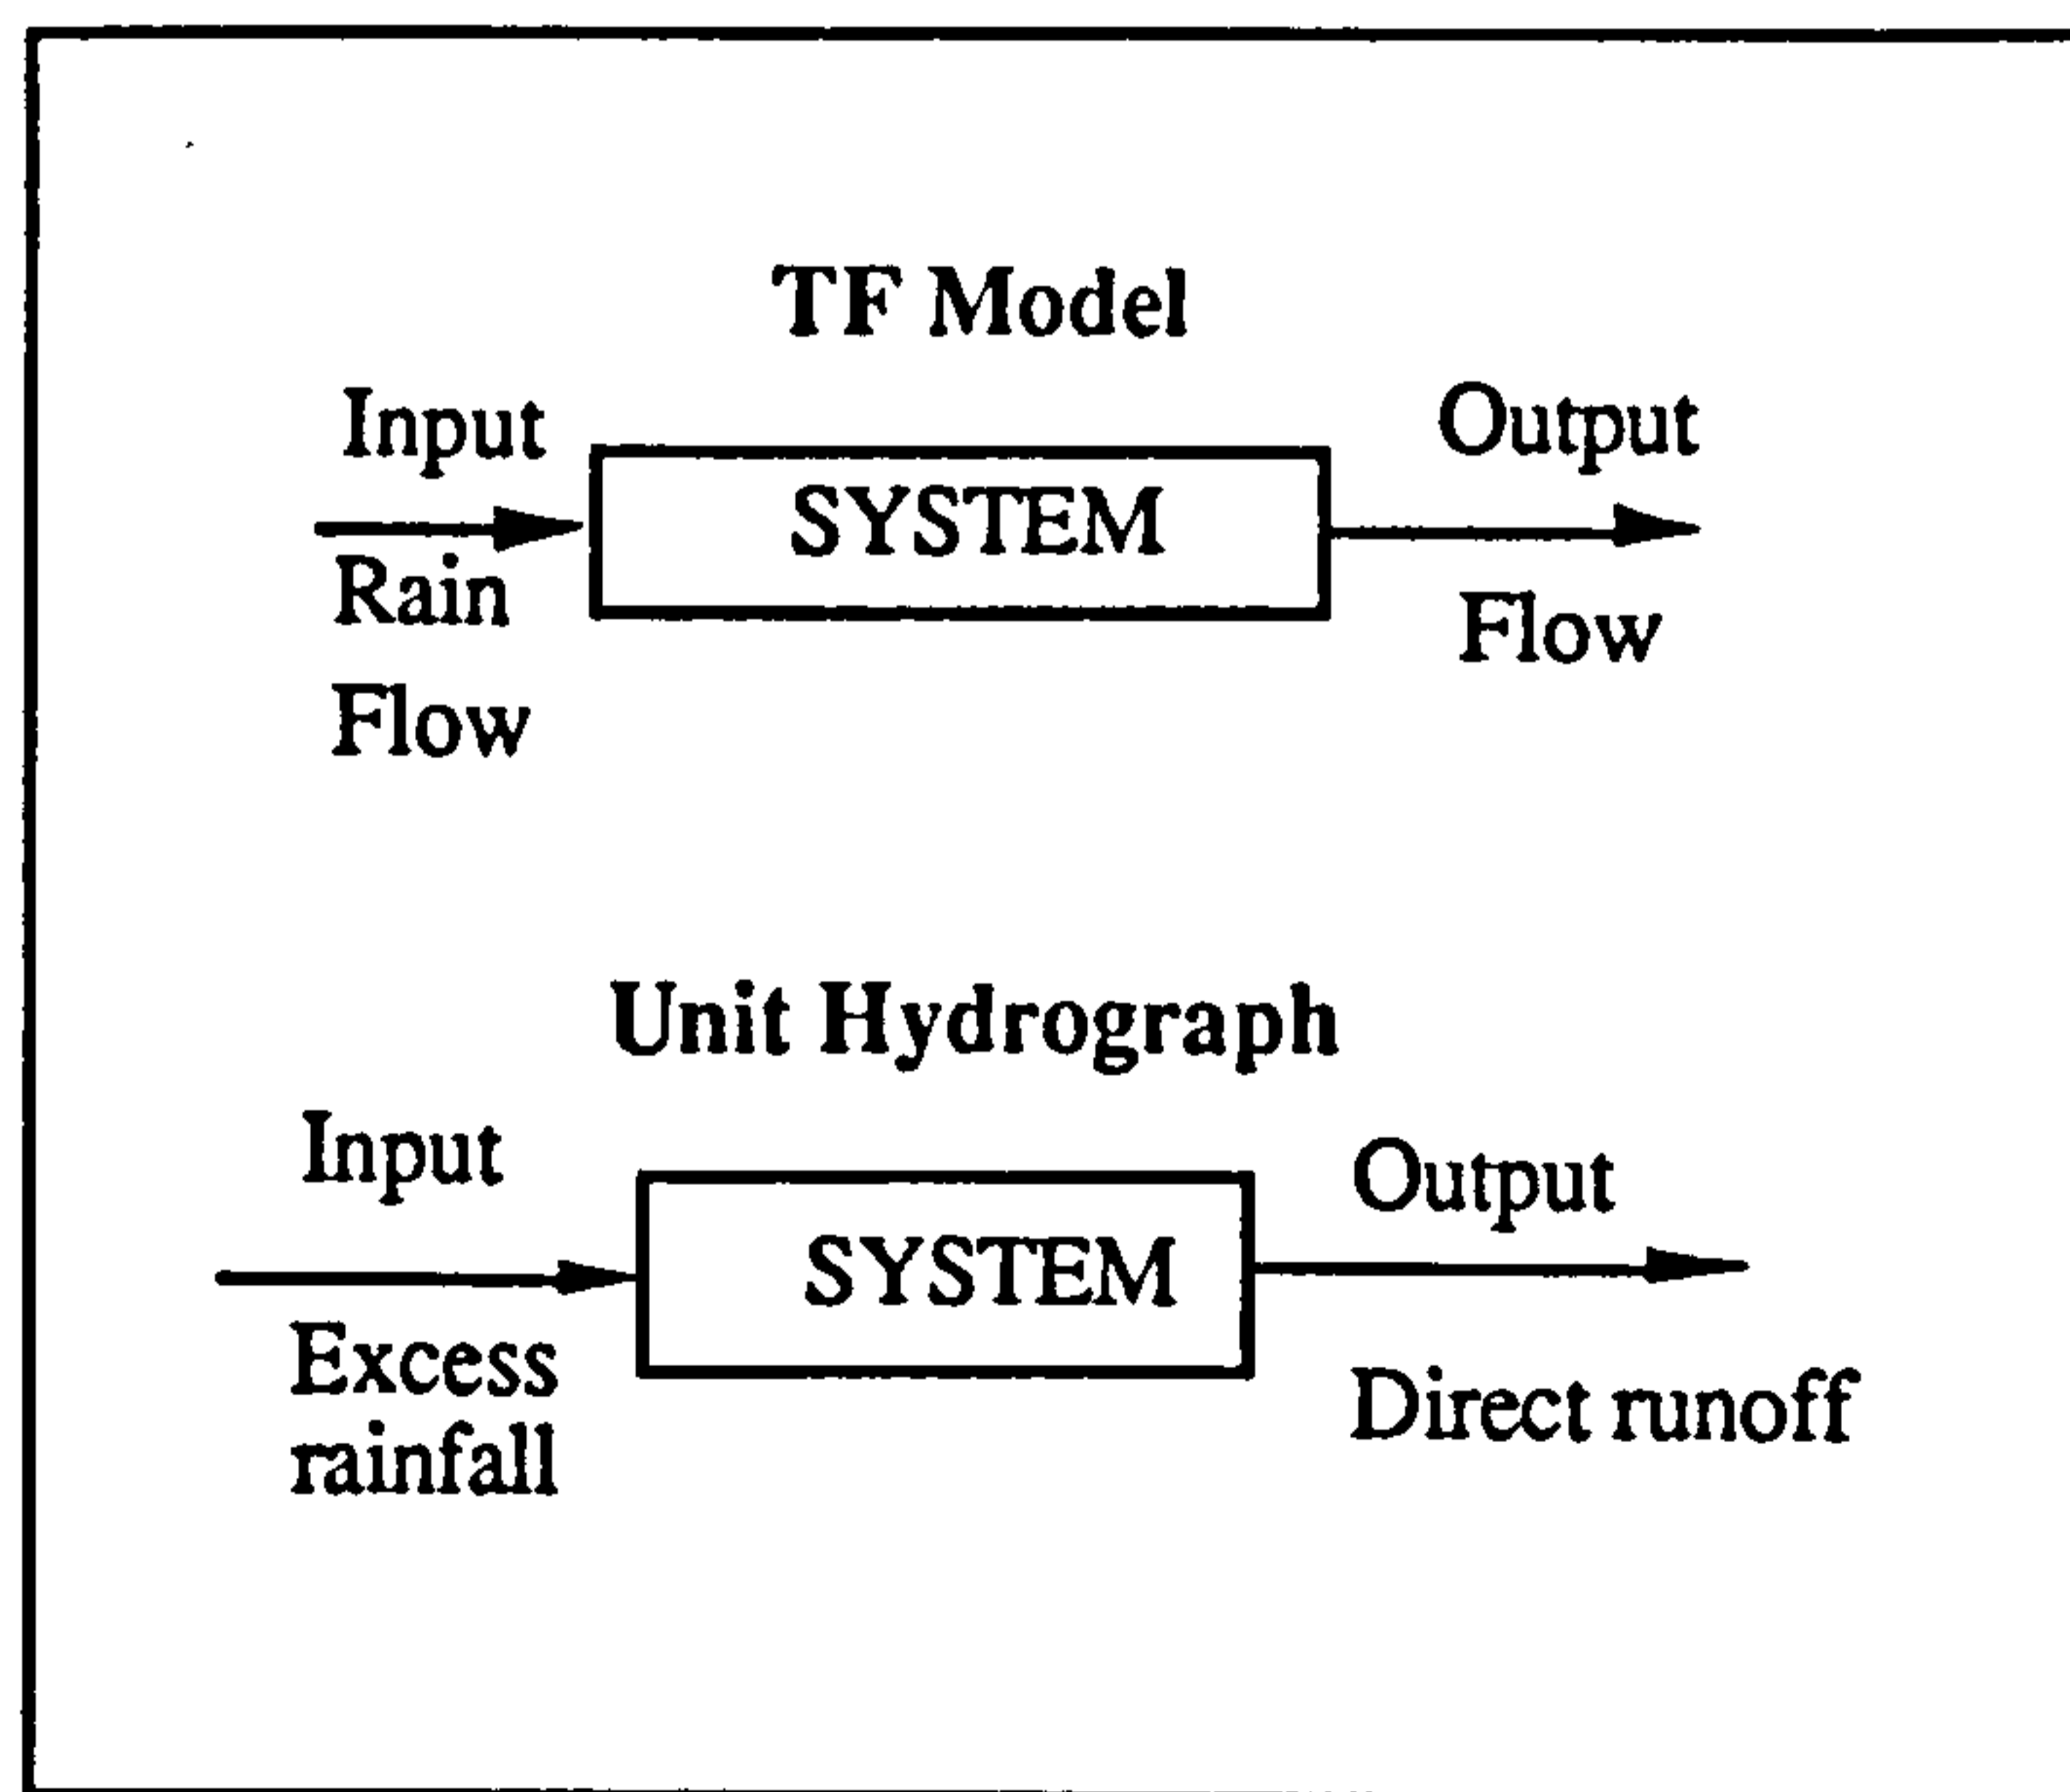 TF Model
Input
Output
SYSTEM
Rain
Flow
Flow
Unit Hydrograph
Input
Output
SYSTEM
Excess
rainfall
Direct runoff